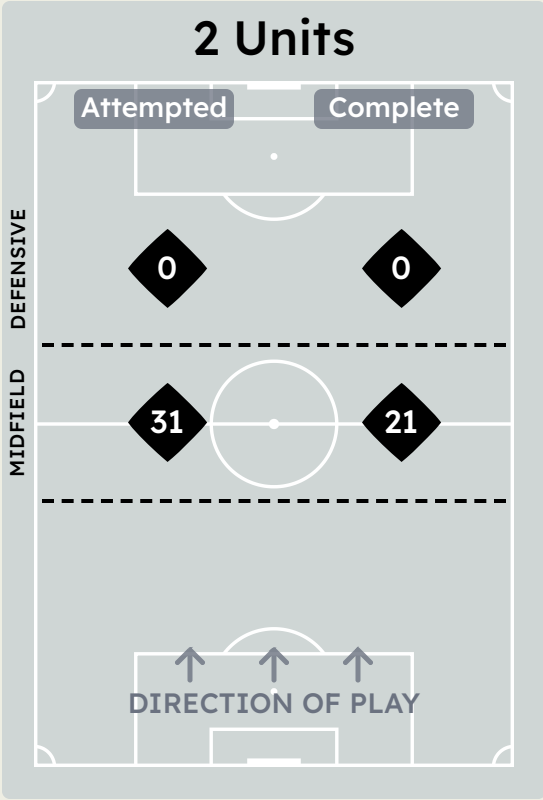 2 Units
Attempted
Complete
DEFENSIVE
0
0
MIDFIELD
31
21
DIRECTION OF PLAY